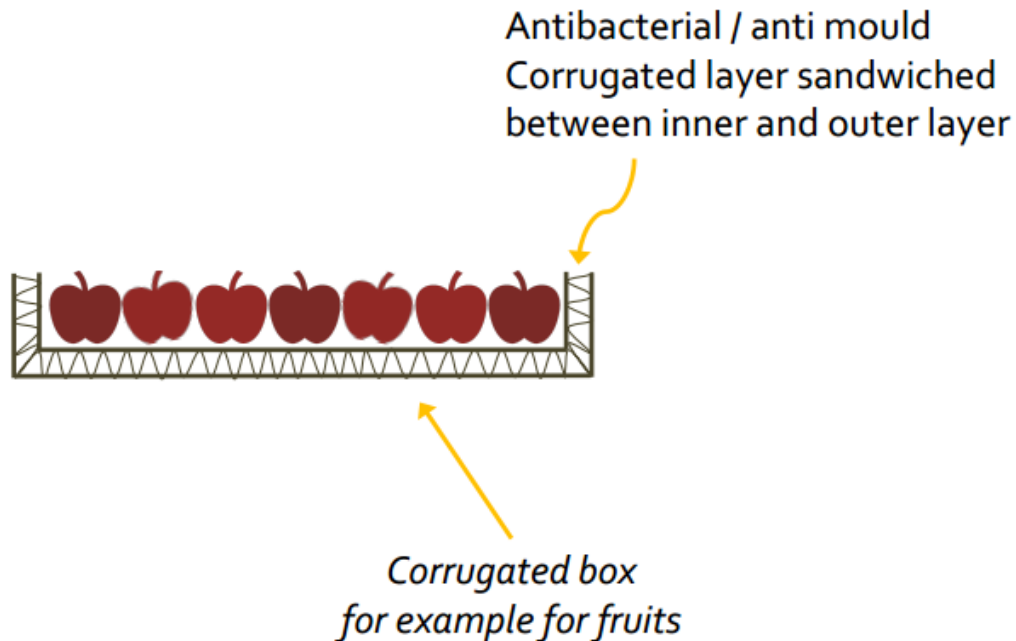 Antibacterial / anti mould
Corrugated layer sandwiched
between inner and outer layer
Corrugated box
for example for fruits